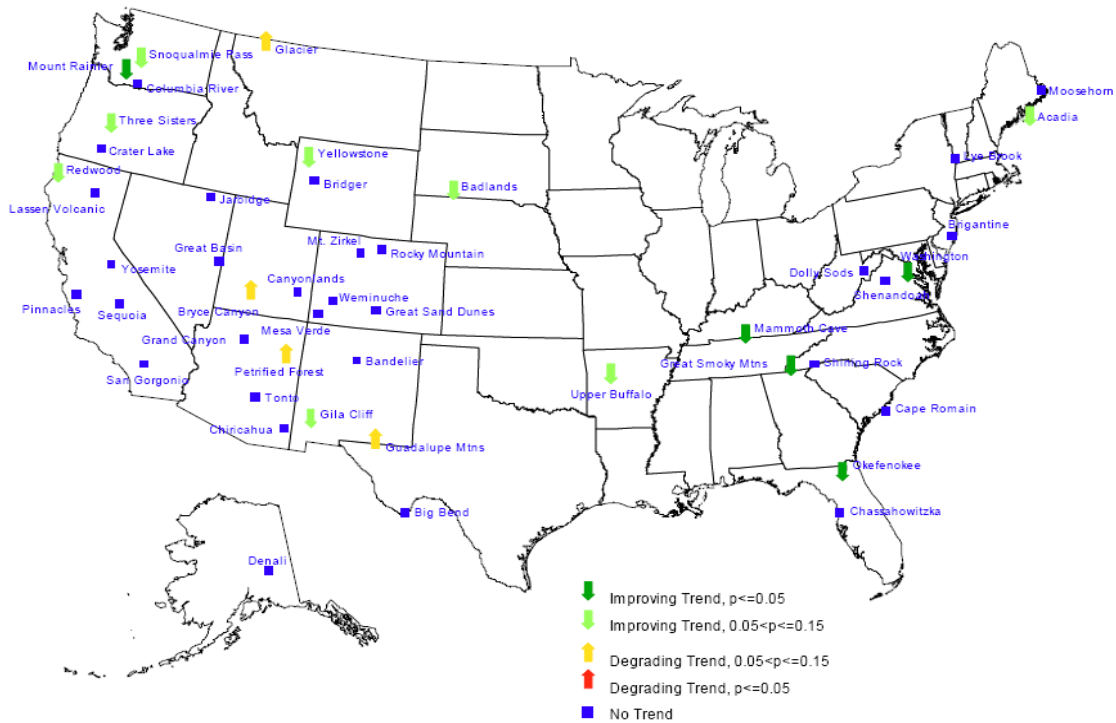 Glacier
Snoqualmie Pass
Mount Rainier
Columbia River
Moosehorn
Acadia
Three Sisters
Crater Lake
Yellowstone
Lye Brook
Redwood
Bridger
Badlands
Jarbidge
Lassen Volcanic
Brigantine
Mt. Zirkel
Great Basin
Rocky Mountain
Washington
Yosemite
Dolly Sods
Canyonlands
Shenandoah
Weminuche
Pinnacles
Sequoia
Bryce Canyon
Great Sand Dunes
Mesa Verde
Mammoth Cave
Grand Canyon
Bandelier
Great Smoky Mtns
Shining Rock
Petrified Forest
San Gorgonio
Upper Buffalo
Tonto
Cape Romain
Gila Cliff
Chiricahua
Guadalupe Mtns
Okefenokee
Big Bend
Chassahowitzka
Denali
Improving Trend, p<=0.05
Improving Trend, 0.05<p<=0.15
Degrading Trend, 0.05<p<=0.15
Degrading Trend, p<=0.05
No Trend